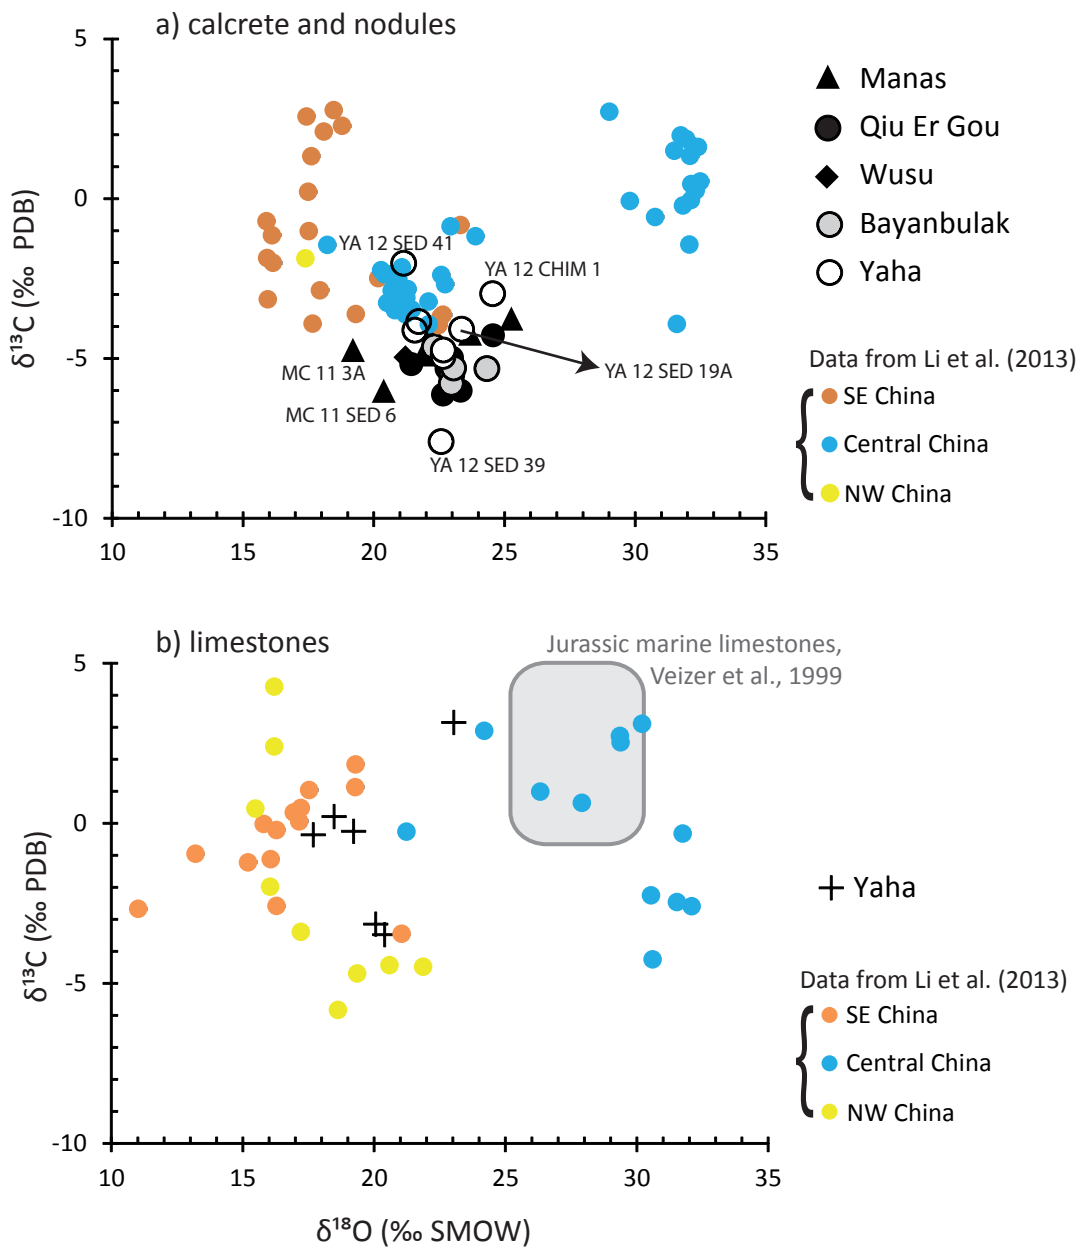 a) calcrete and nodules
5
0
-5
-10
δ¹³C (‰ PDB)
10 15 20 25 30 35
YA 12 SED 41
YA 12 CHIM 1
MC 11 3A
YA 12 SED 19A
MC 11 SED 6
YA 12 SED 39
Manas
Qiu Er Gou
Wusu
Bayanbulak
Yaha
Data from Li et al. (2013)
SE China
Central China
NW China
b) limestones
Jurassic marine limestones,
Veizer et al., 1999
5
0
-5
-10
δ¹³C (‰ PDB)
10 15 20 25 30 35
δ¹⁸O (‰ SMOW)
Yaha
Data from Li et al. (2013)
SE China
Central China
NW China